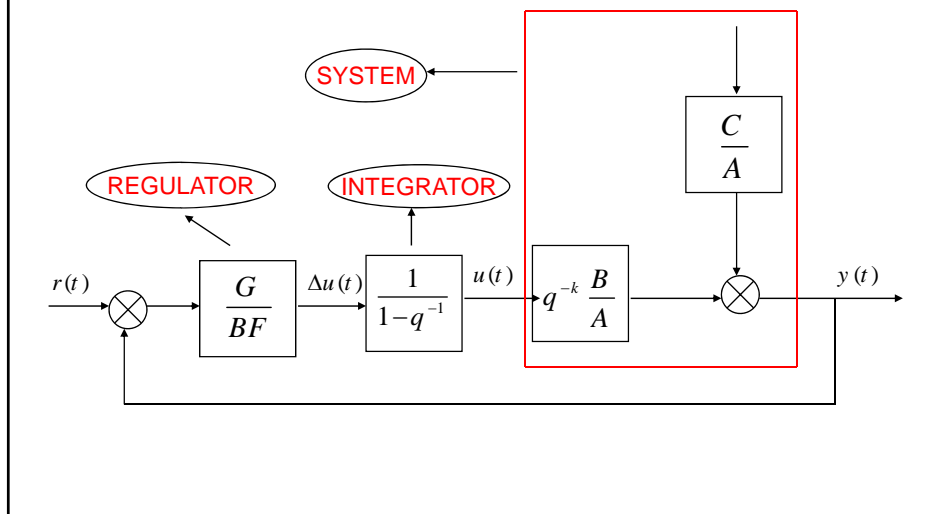 SYSTEM
C
A
REGULATOR
INTEGRATOR
r(t)
G
BF
Δu(t)
1
1-q⁻¹
u(t)
q⁻ᵏ B
A
y(t)